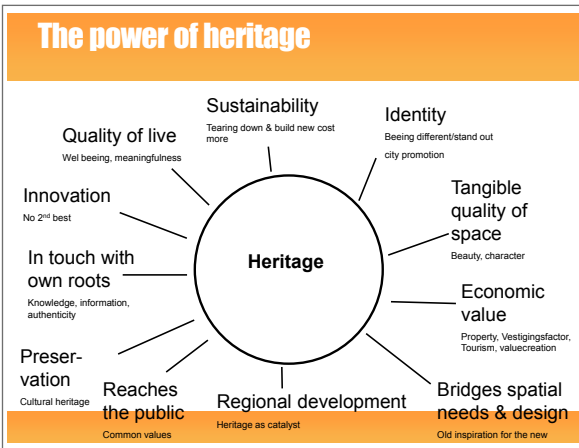 The power of heritage
Sustainability
Tearing down & build new cost
more
Identity
Beeing different/stand out
city promotion
Quality of live
Wel beeing, meaningfulness
Tangible
quality of
space
Beauty, character
Innovation
No 2nd best
Heritage
In touch with
own roots
Knowledge, information,
authenticity
Economic
value
Property, Vestigingsfactor,
Tourism, valuecreation
Preser-
vation
Cultural heritage
Reaches
the public
Common values
Regional development
Heritage as catalyst
Bridges spatial
needs & design
Old inspiration for the new